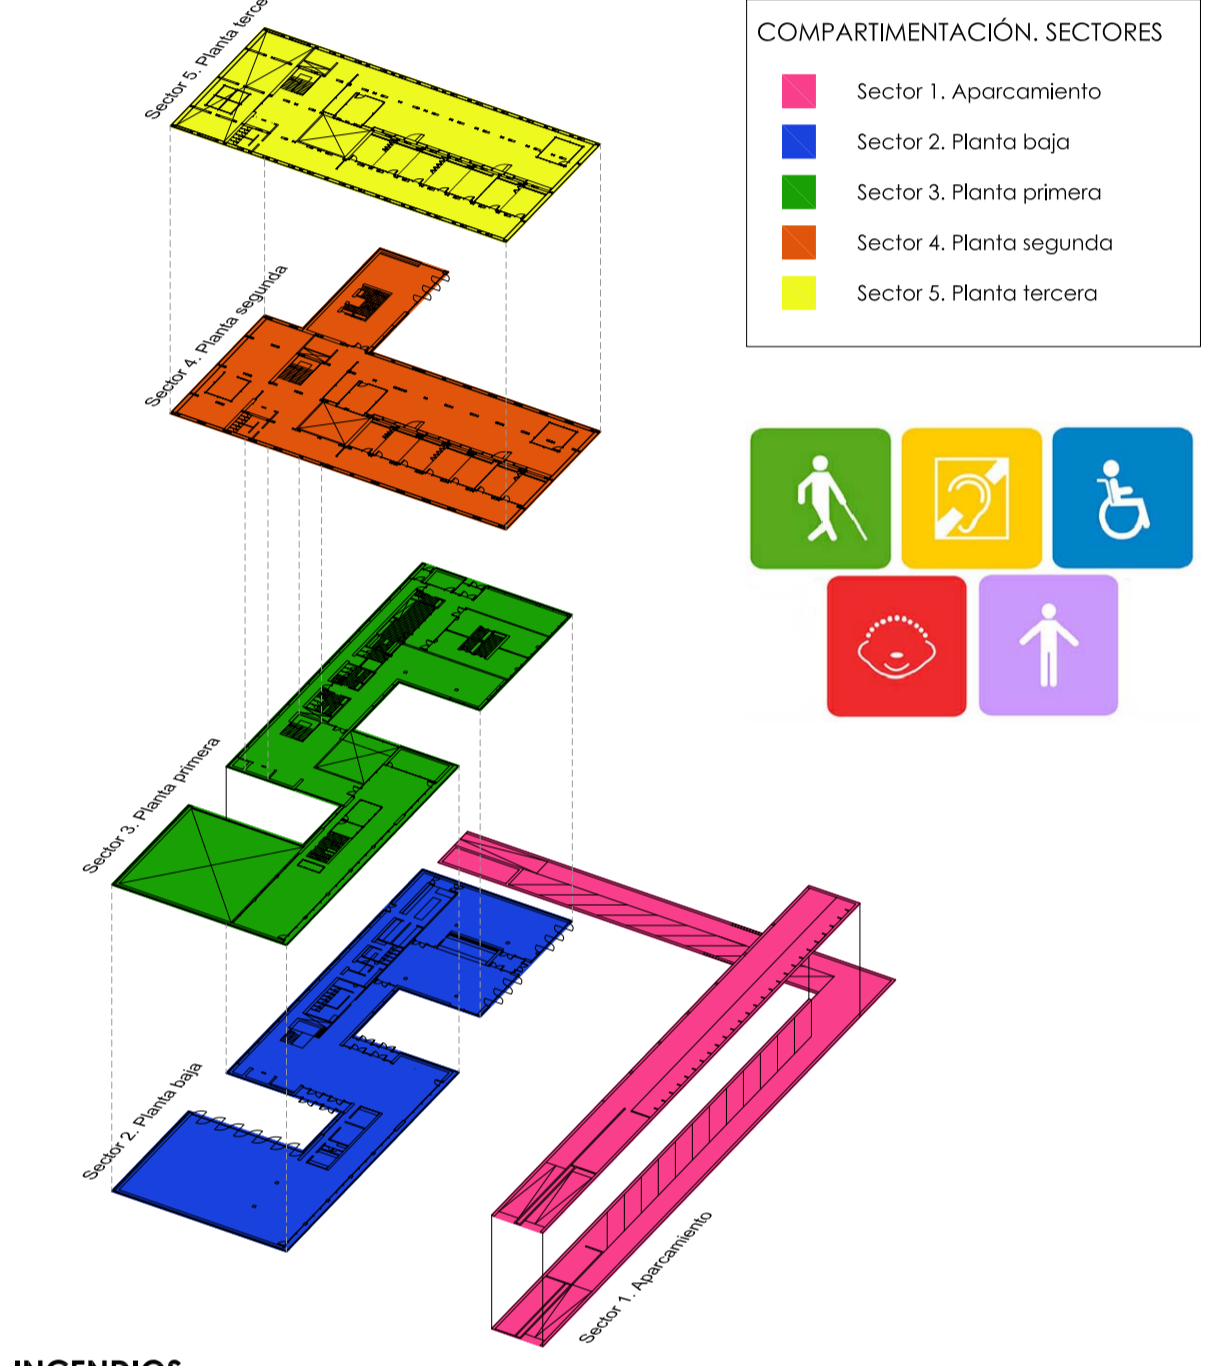 COMPARTIMENTACIÓN. SECTORES
Sector 1. Aparcamiento
Sector 2. Planta baja
Sector 3. Planta primera
Sector 4. Planta segunda
Sector 5. Planta tercera
Sector 5. Planta terce
Sector 4. Planta segunda
Sector 3. Planta primera
Sector 2. Planta baja
Sector 1. Aparcamiento
INCENDIOS